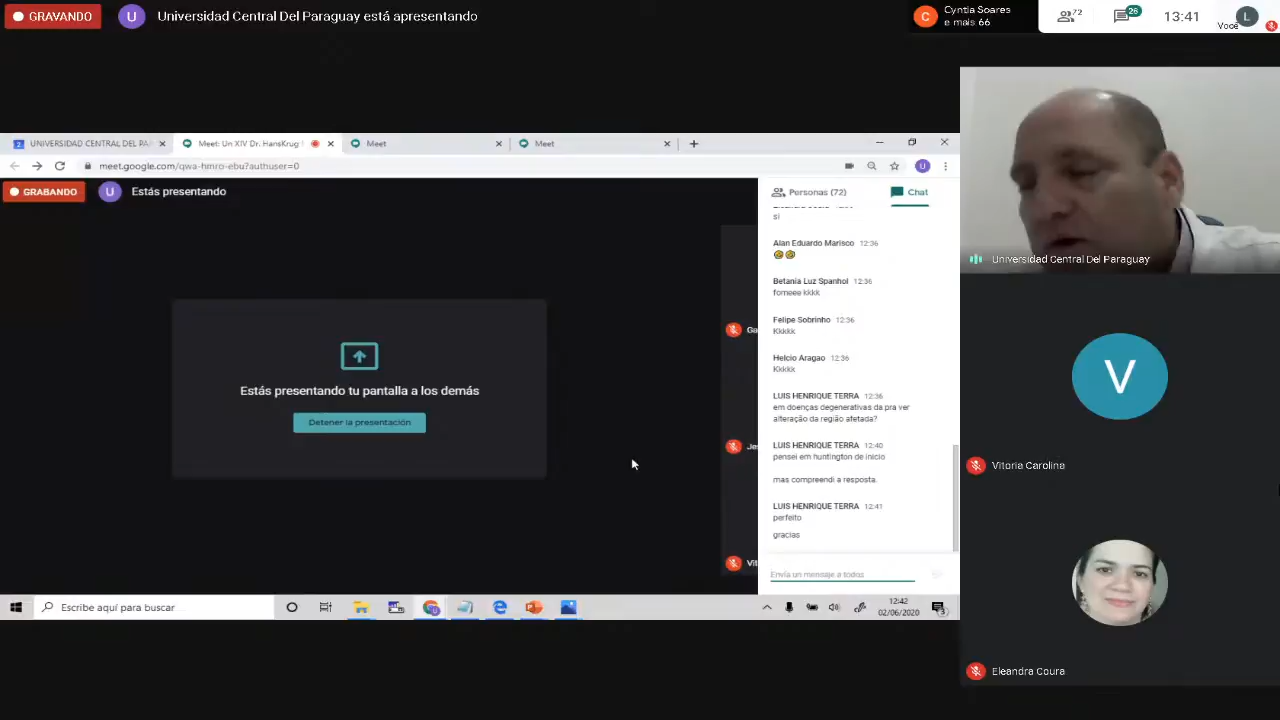 GRAVANDO
U
Universidad Central Del Paraguay está apresentando
C
Cyntia Soares
e mais 66
72
26
13:41
Você
L
UNIVERSIDAD CENTRAL DEL PA
Meet: Un XIV Dr. HansKrug
Meet
Meet
meet.google.com/qwa-hmro-ebu?authuser=0
U
GRABANDO
U
Estás presentando
Personas (72)
Chat
si
Alan Eduardo Marisco 12:36
Betania Luz Spanhol 12:36
fomeee kkkk
Felipe Sobrinho 12:36
Kkkkk
Helcio Aragao 12:36
Kkkkk
LUIS HENRIQUE TERRA 12:36
em doenças degenerativas da pra ver
alteração da região afetada?
LUIS HENRIQUE TERRA 12:40
pensei em huntington de inicio
mas compreendi a resposta.
LUIS HENRIQUE TERRA 12:41
perfeito
gracias
Envía un mensaje a todos
Estás presentando tu pantalla a los demás
Detener la presentación
Ga
Je
Vit
Escribe aquí para buscar
12:42
02/06/2020
3
Universidad Central Del Paraguay
V
Vitoria Carolina
Eleandra Coura